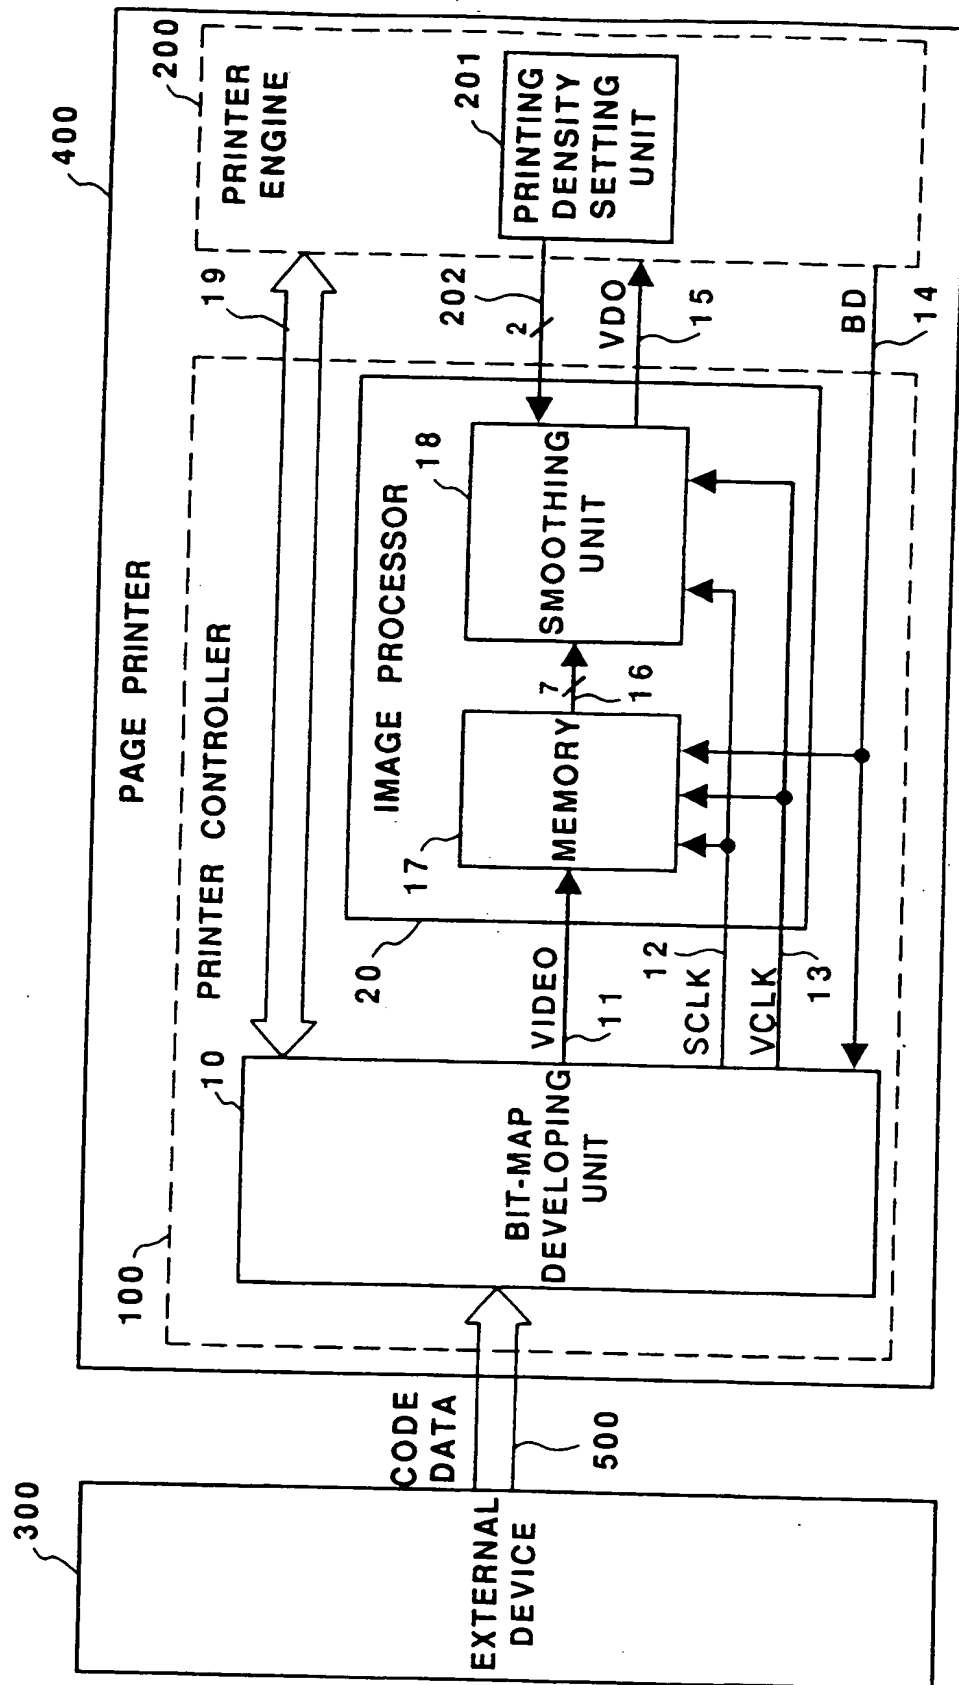 300
EXTERNAL
DEVICE
CODE
DATA
500
400
PAGE PRINTER
100
PRINTER CONTROLLER
10
BIT-MAP
DEVELOPING
UNIT
19
20
IMAGE PROCESSOR
VIDEO
11
17
MEMORY
7
16
18
SMOOTHING
UNIT
SCLK
12
VCLK
13
200
PRINTER
ENGINE
201
PRINTING
DENSITY
SETTING
UNIT
202
2
VDO
15
BD
14